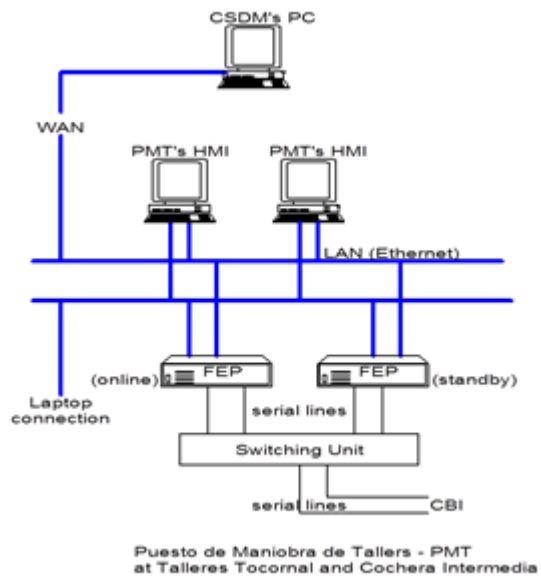 CSDM's PC
WAN
PMT's HMI
PMT's HMI
LAN (Ethernet)
FEP
FEP
(online)
(standby)
Laptop
connection
serial lines
Switching Unit
serial lines
CBI
Puesto de Maniobra de Tallers - PMT
at Talleres Tocornal and Cochera Intermedia